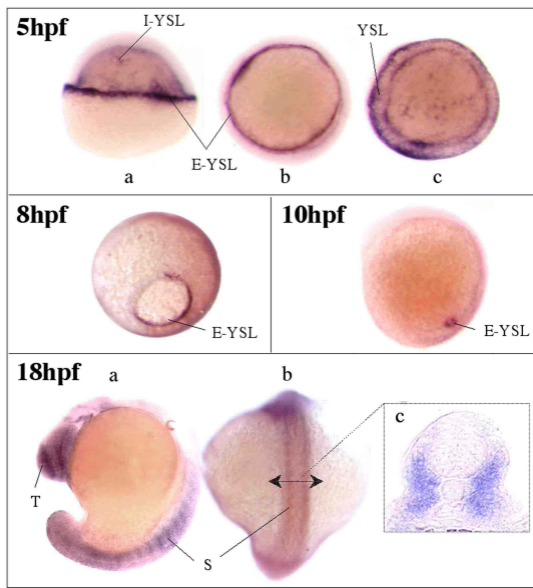 5hpf
I-YSL
YSL
E-YSL
a
b
c
8hpf
E-YSL
10hpf
E-YSL
18hpf
a
b
c
T
S